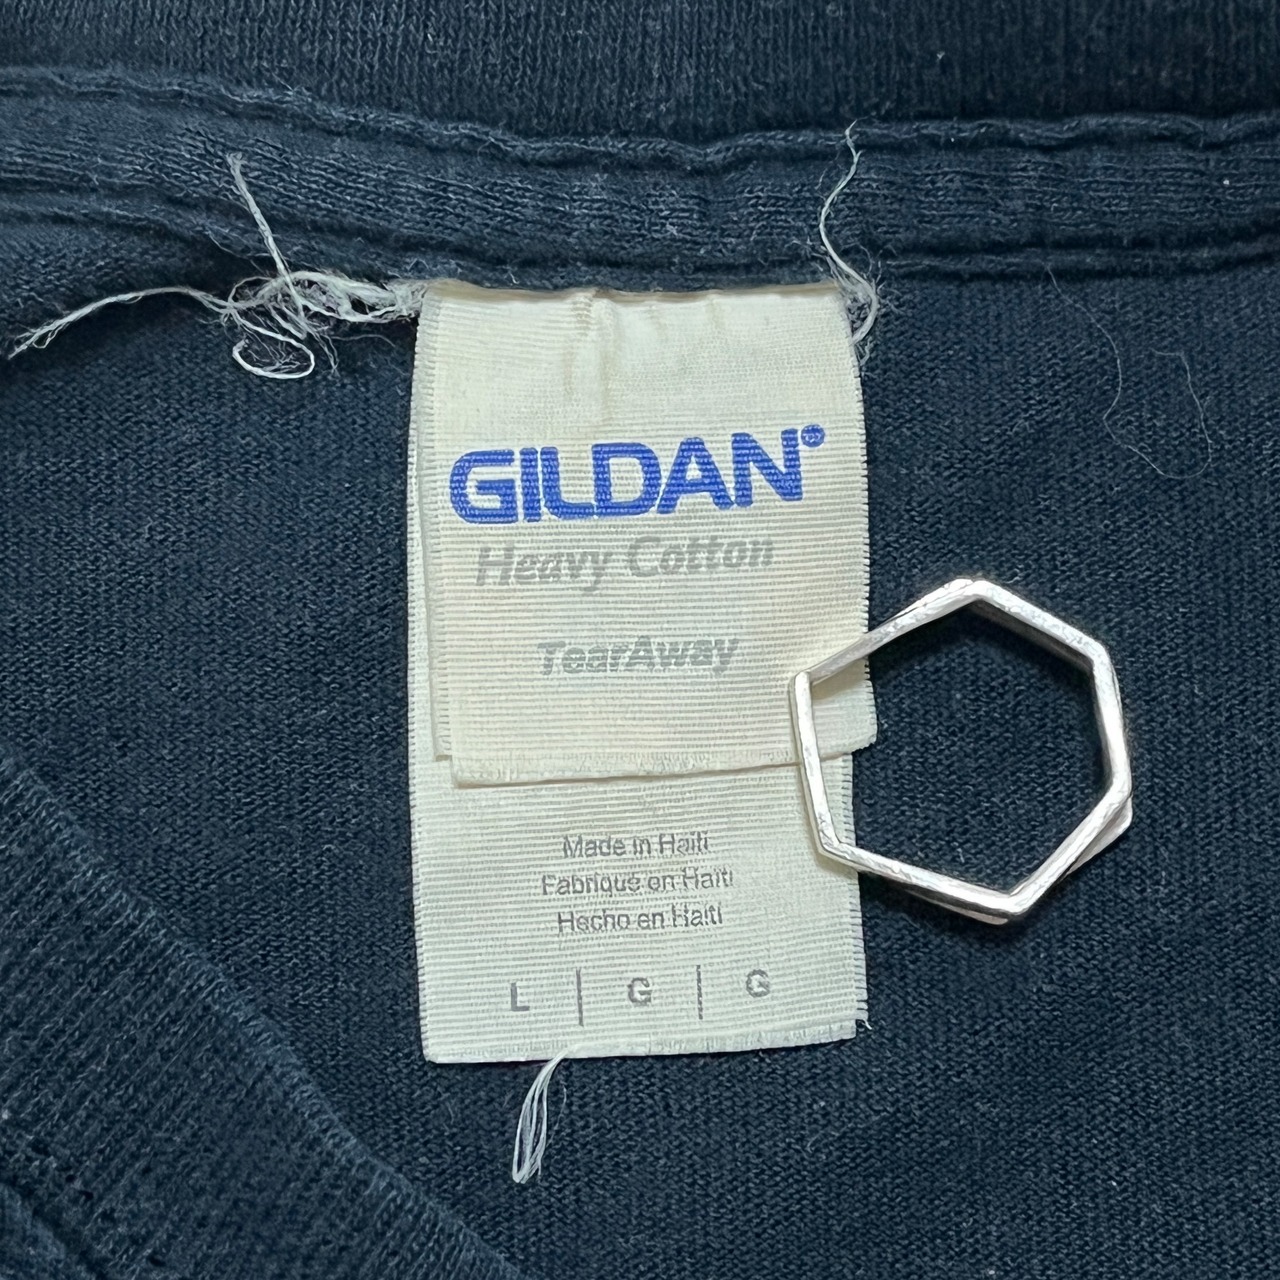 GILDAN®
Heavy Cotton
TearAway
Made in Haiti
Fabriqué en Haïti
Hecho en Haití
L | G | G